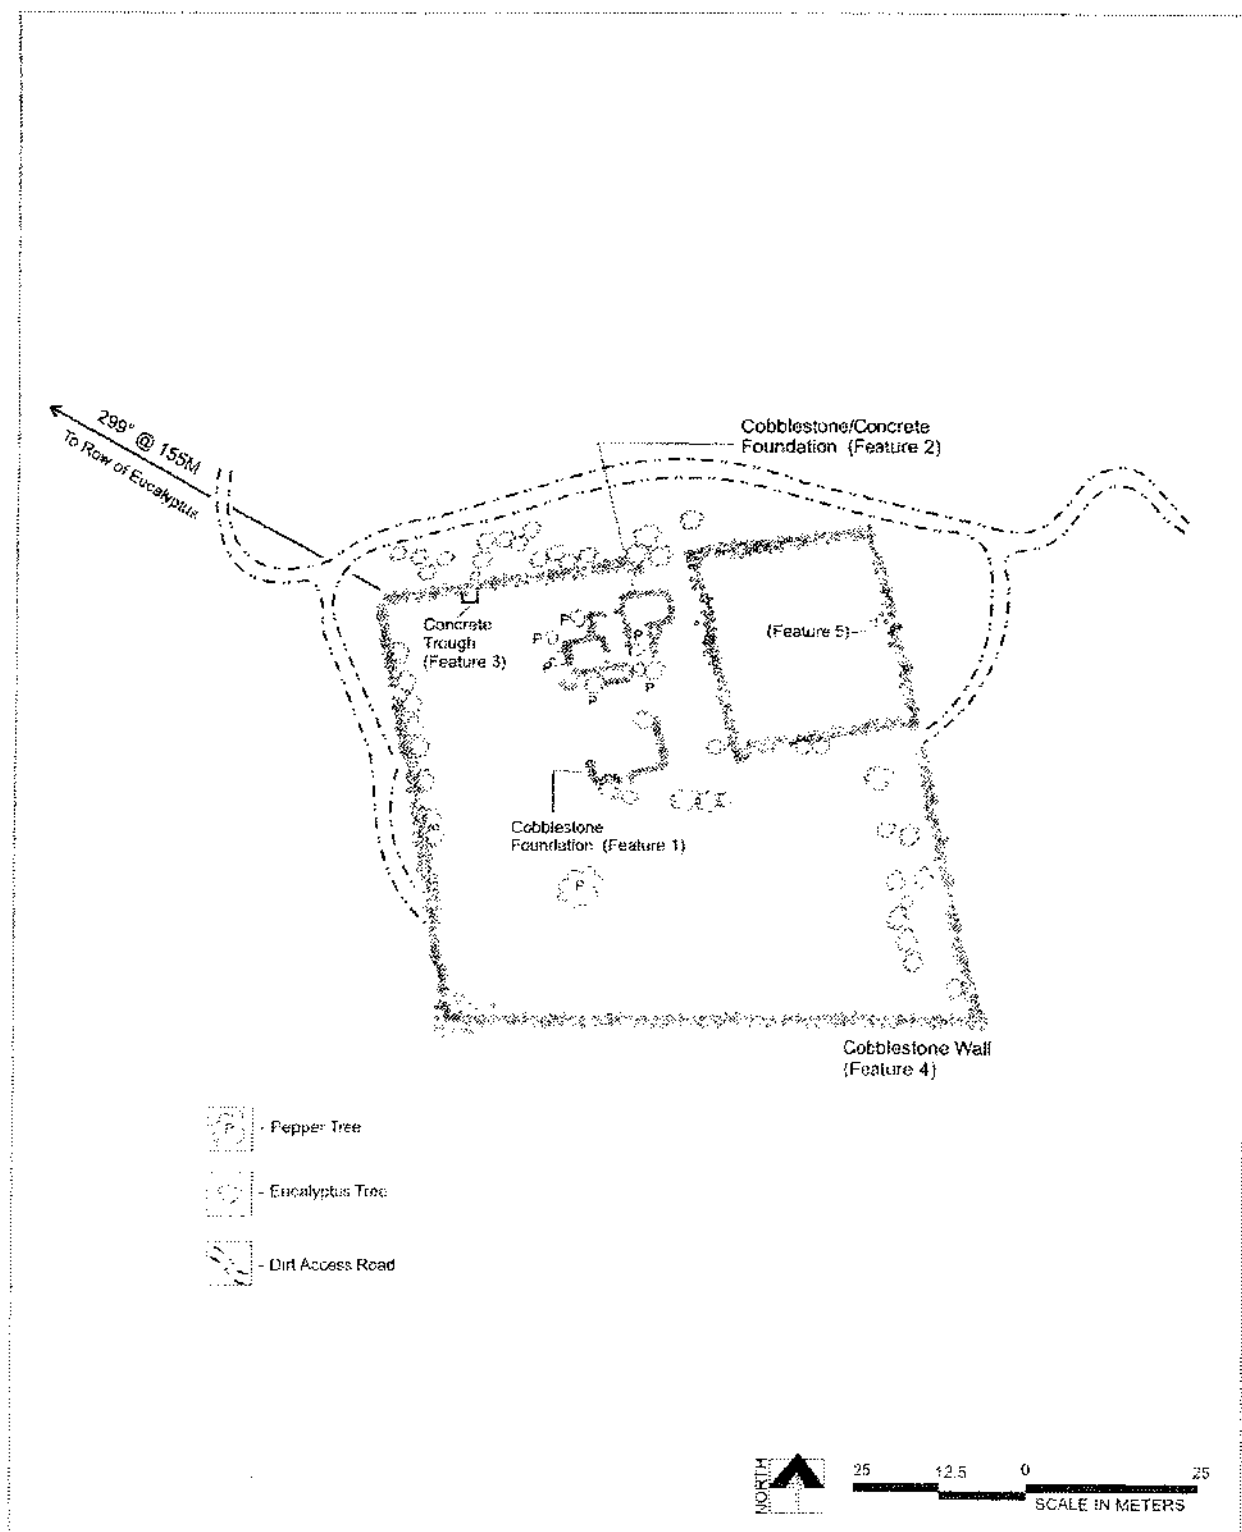 299° @ 155M
To Row of Eucalyptus
Cobblestone/Concrete
Foundation (Feature 2)
Concrete
Trough
(Feature 3)
P
P
P
P
P
P
(Feature 5)
Cobblestone
Foundation (Feature 1)
P
Cobblestone Wall
(Feature 4)
P - Pepper Tree
- Eucalyptus Tree
- Dirt Access Road
NORTH
25 12.5 0 25
SCALE IN METERS